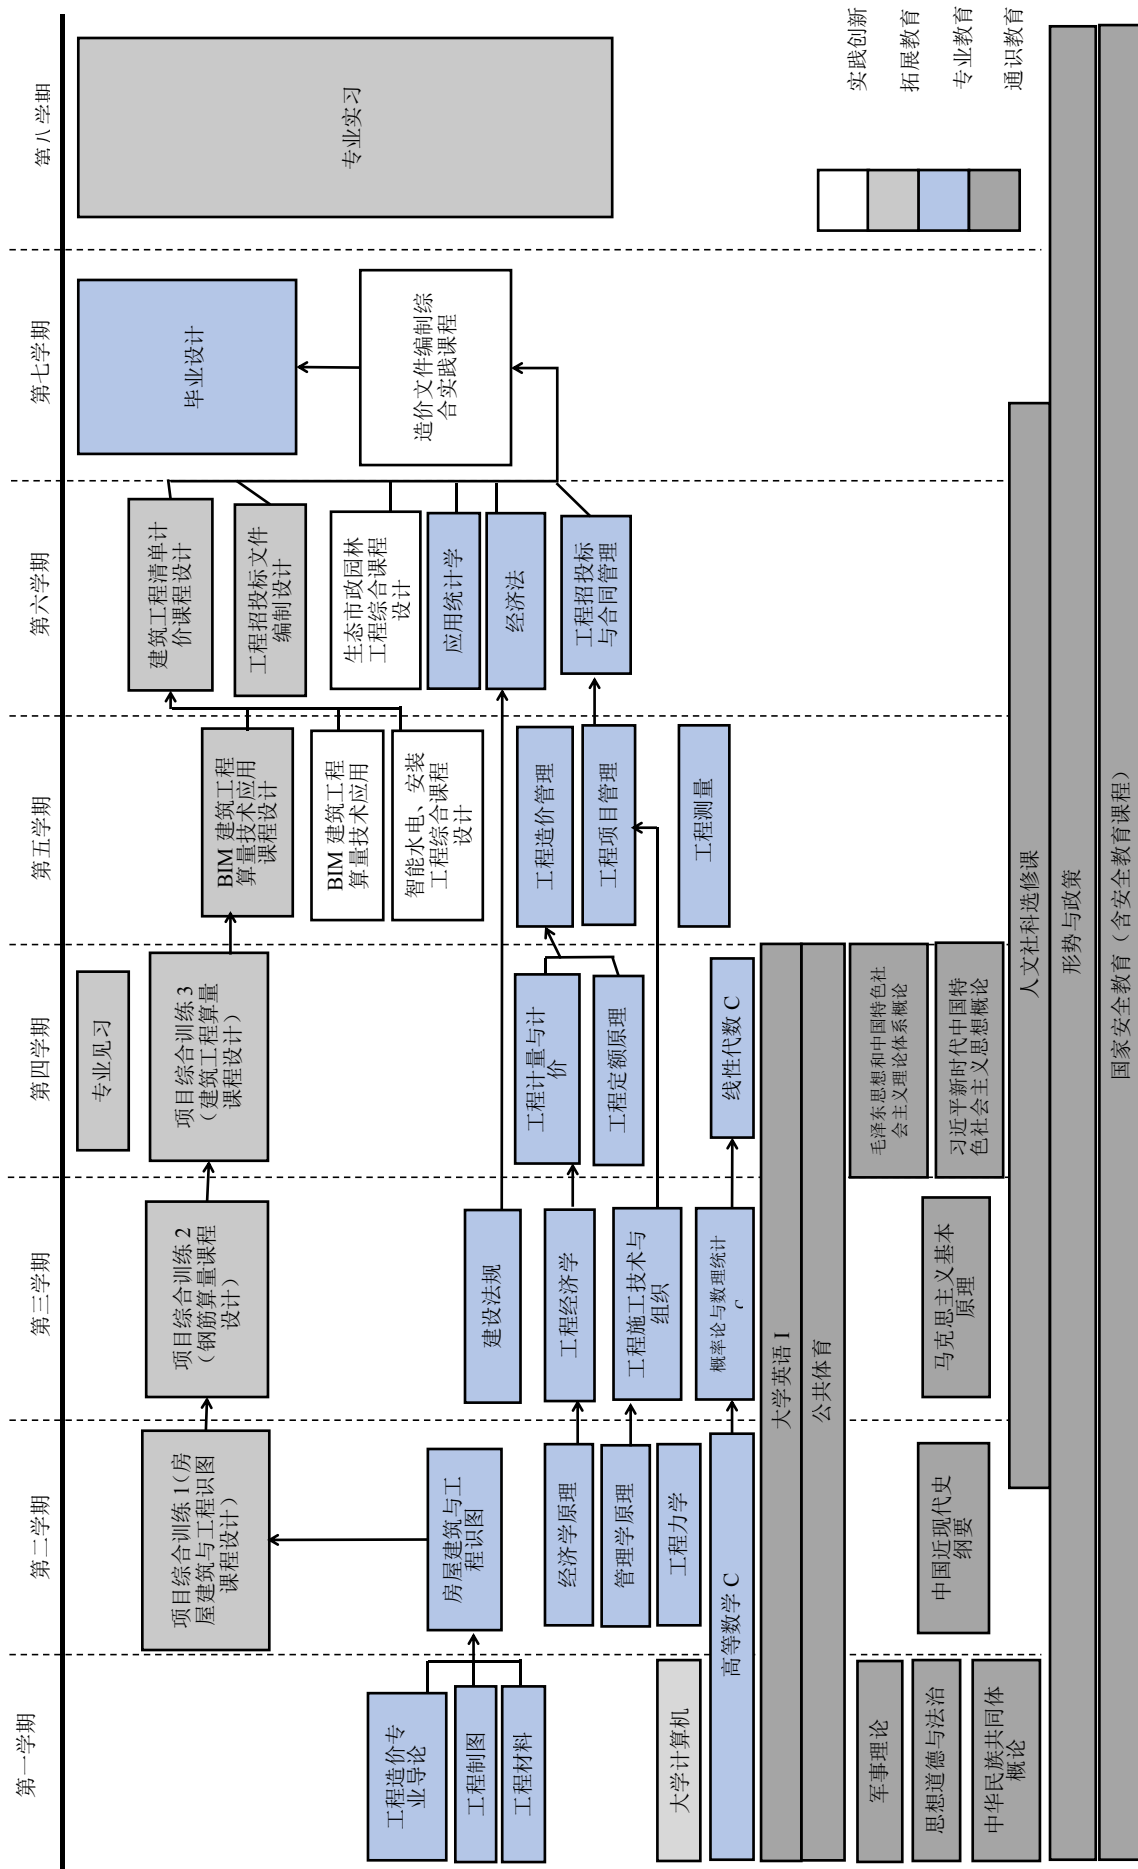 第一学期
第二学期
第三学期
第四学期
第五学期
第六学期
第七学期
第八学期
项目综合训练 1（房
屋建筑与工程识图
课程设计）
项目综合训练 2
（钢筋算量课程
设计）
专业见习
项目综合训练 3
（建筑工程算量
课程设计）
BIM 建筑工程
算量技术应用
课程设计
BIM 建筑工程
算量技术应用
智能水电、安装
工程综合课程
设计
建筑工程清单计
价课程设计
工程招投标文件
编制设计
生态市政园林
工程综合课程
设计
应用统计学
经济法
工程招投标
与合同管理
毕业设计
造价文件编制综
合实践课程
专业实习
工程造价专
业导论
工程制图
工程材料
房屋建筑与工
程识图
经济学原理
管理学原理
工程力学
建设法规
工程经济学
工程施工技术与
组织
概率论与数理统计
C
工程计量与计
价
工程定额原理
线性代数 C
工程造价管理
工程项目管理
工程测量
大学计算机
高等数学 C
大学英语 I
公共体育
军事理论
思想道德与法治
中华民族共同体
概论
中国近现代史
纲要
马克思主义基本
原理
毛泽东思想和中国特色社
会主义理论体系概论
习近平新时代中国特
色社会主义思想概论
人文社科选修课
形势与政策
国家安全教育（含安全教育课程）
实践创新
拓展教育
专业教育
通识教育